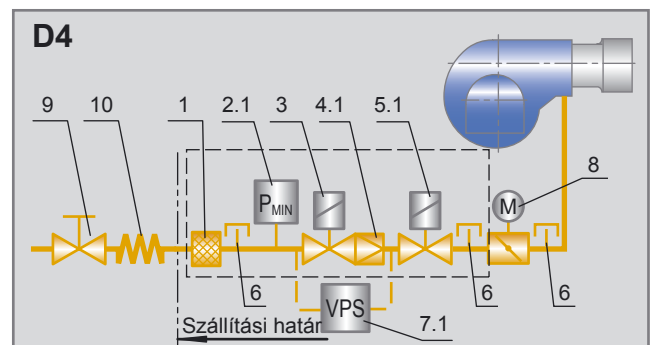 D4
9 10 1 2.1 3 4.1 5.1
8
P_MIN
M
6 6 6
VPS
7.1
Szállítási határ